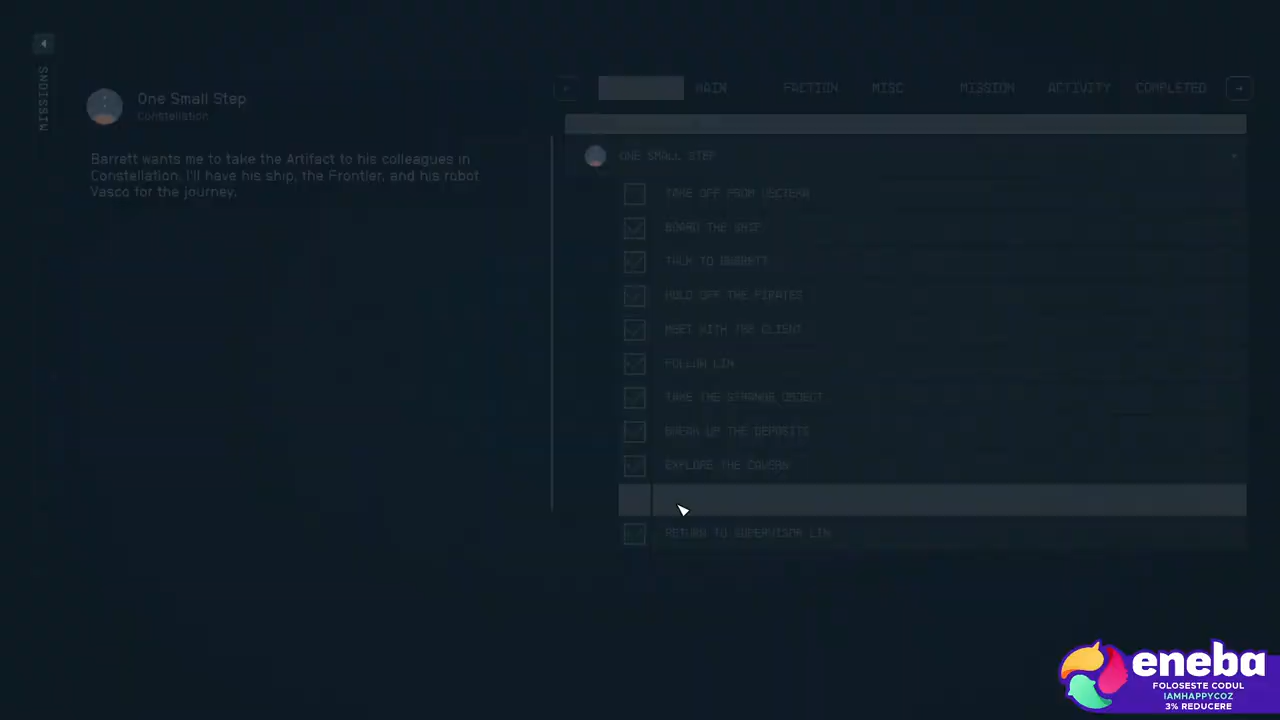 MISSIONS
One Small Step
Constellation
Barrett wants me to take the Artifact to his colleagues in
Constellation. I'll have his ship, the Frontier, and his robot
Vasco for the journey.
MAIN
FACTION
MISC
MISSION
ACTIVITY
COMPLETED
ONE SMALL STEP
TAKE OFF FROM VECTERA
BOARD THE SHIP
TALK TO BARRETT
HOLD OFF THE PIRATES
MEET WITH THE CLIENT
FOLLOW LIN
TAKE THE STRANGE OBJECT
BREAK UP THE DEPOSITS
EXPLORE THE CAVERN
RETURN TO SUPERVISOR LIN
eneba
FOLOSESTE CODUL
IAMHAPPYCOZ
3% REDUCERE